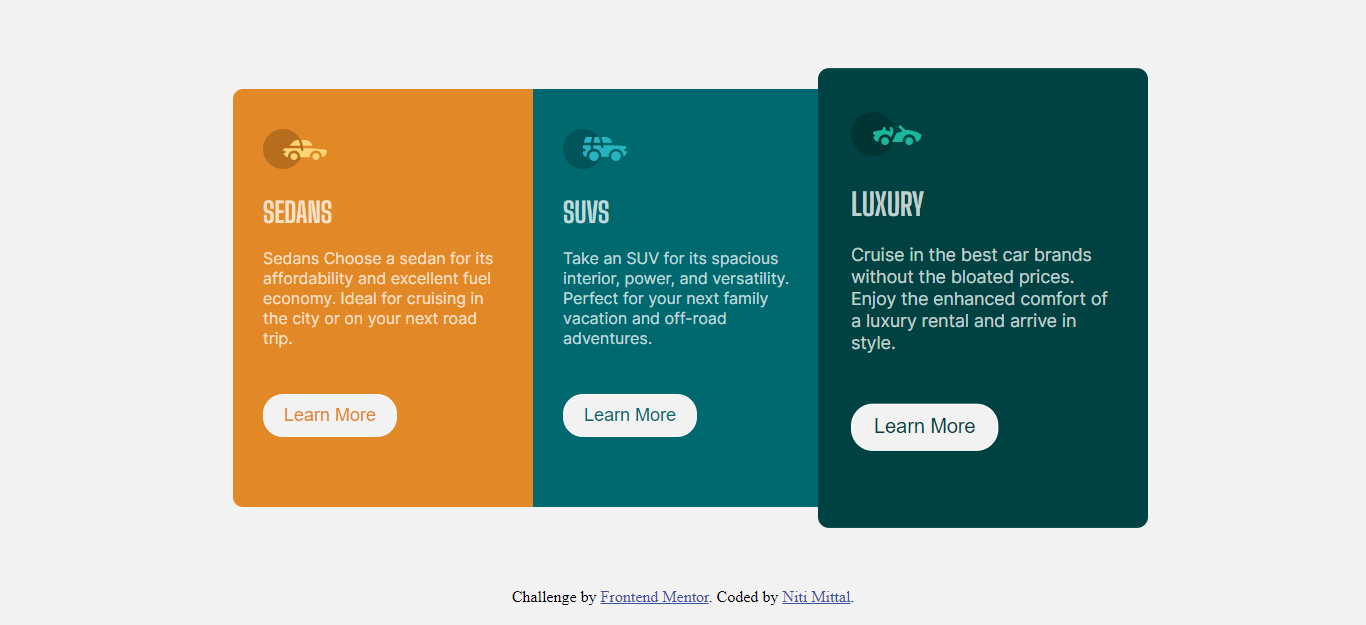 SEDANS
Sedans Choose a sedan for its
affordability and excellent fuel
economy. Ideal for cruising in
the city or on your next road
trip.
Learn More
SUVS
Take an SUV for its spacious
interior, power, and versatility.
Perfect for your next family
vacation and off-road
adventures.
Learn More
LUXURY
Cruise in the best car brands
without the bloated prices.
Enjoy the enhanced comfort of
a luxury rental and arrive in
style.
Learn More
Challenge by Frontend Mentor. Coded by Niti Mittal.